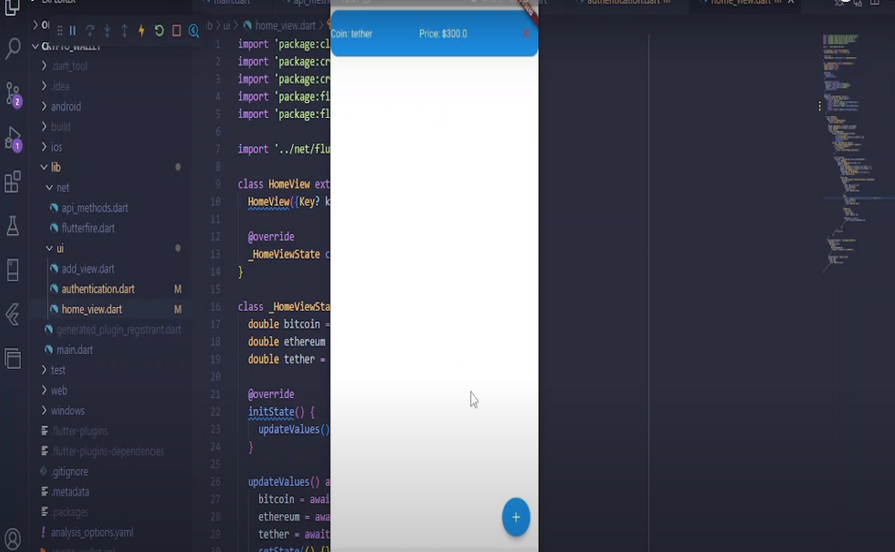 EXPLORER
main.dart
authentication.dart
home_view.dart
CRYPTO_WALLET
.dart_tool
.idea
android
build
ios
lib
net
api_methods.dart
flutterfire.dart
ui
add_view.dart
authentication.dart M
home_view.dart M
generated_plugin_registrant.dart
main.dart
test
web
windows
.flutter-plugins
.flutter-plugins-dependencies
.gitignore
.metadata
.packages
analysis_options.yaml
2
1
ui > home_view.dart
1 import 'package:cl
2 import 'package:cr
3 import 'package:cr
4 import 'package:fi
5 import 'package:fl
6
7 import '../net/flu
8
9 class HomeView ext
10 HomeView({Key? k
11
12 @override
13 _HomeViewState c
14 }
15
16 class _HomeViewSta
17 double bitcoin =
18 double ethereum
19 double tether =
20
21 @override
22 initState() {
23 updateValues()
24 }
25
26 updateValues() a
27 bitcoin = awai
28 ethereum = awa
29 tether = await
30 setState(() {
Coin: tether Price: $300.0
+